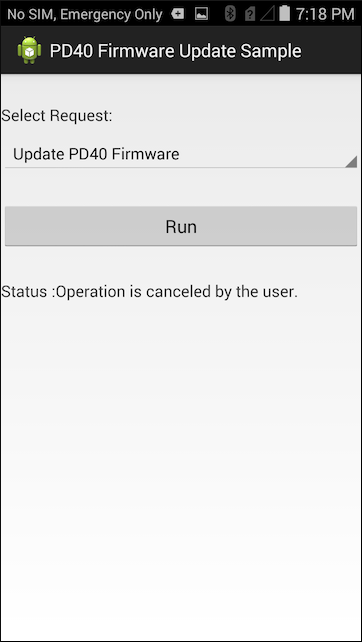 No SIM, Emergency Only 7:18 PM
PD40 Firmware Update Sample
Select Request:
Update PD40 Firmware
Run
Status :Operation is canceled by the user.